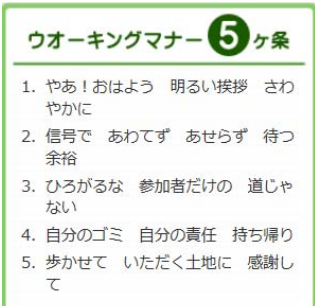 ウオーキングマナー5ヶ条
1. やあ！おはよう　明るい挨拶　さわ
やかに
2. 信号で　あわてず　あせらず　待つ
余裕
3. ひろがるな　参加者だけの　道じゃ
ない
4. 自分のゴミ　自分の責任　持ち帰り
5. 歩かせて　いただく土地に　感謝し
て